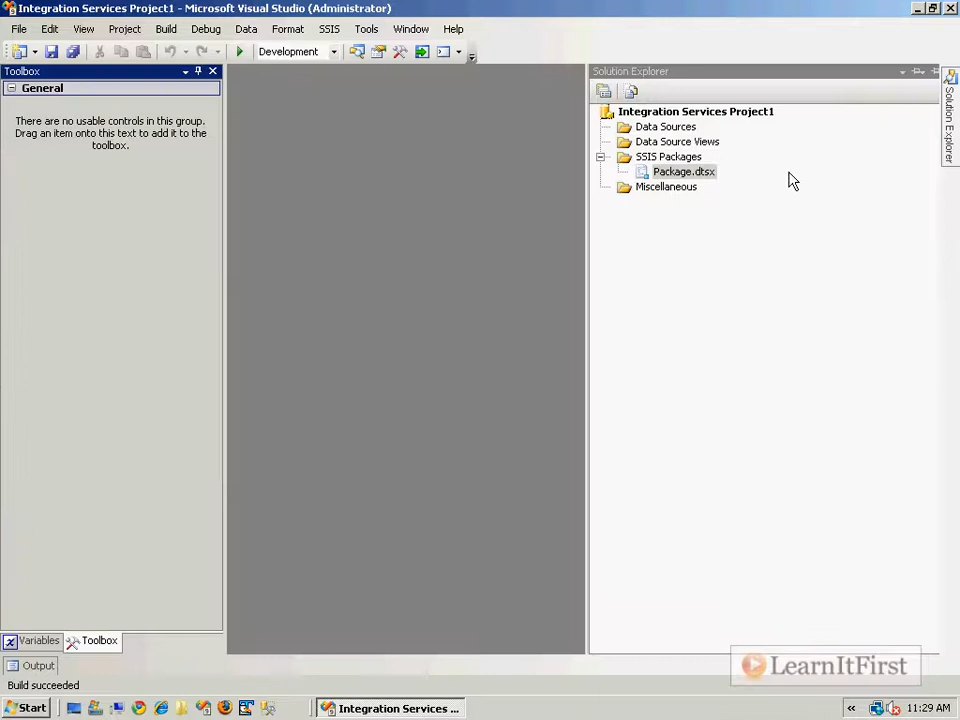 Integration Services Project1 - Microsoft Visual Studio (Administrator)
File Edit View Project Build Debug Data Format SSIS Tools Window Help
Development
Toolbox
General
There are no usable controls in this group.
Drag an item onto this text to add it to the
toolbox.
Solution Explorer
Integration Services Project1
Data Sources
Data Source Views
SSIS Packages
Package.dtsx
Miscellaneous
Solution Explorer
Variables Toolbox
Output
Build succeeded
LearnItFirst
Start
Integration Services ...
11:29 AM